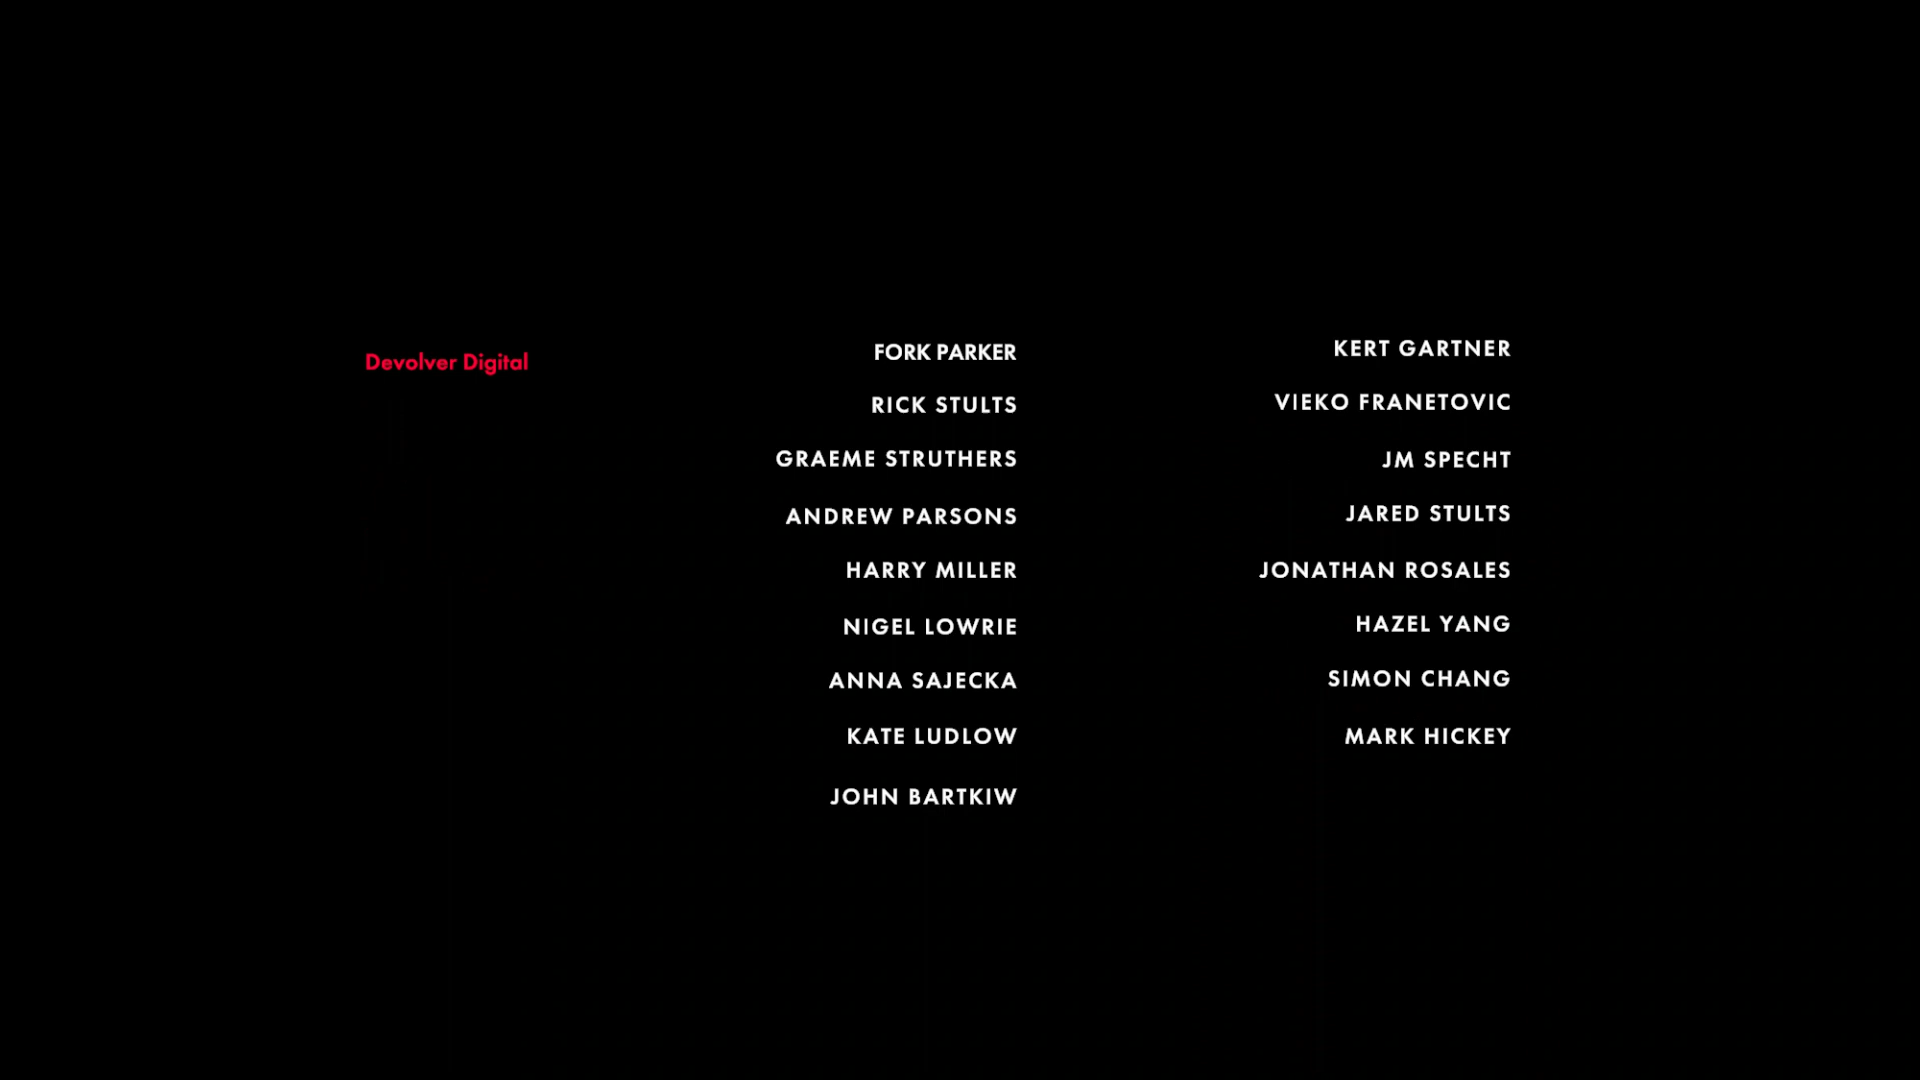 Devolver Digital
FORK PARKER
RICK STULTS
GRAEME STRUTHERS
ANDREW PARSONS
HARRY MILLER
NIGEL LOWRIE
ANNA SAJECKA
KATE LUDLOW
JOHN BARTKIW
KERT GARTNER
VIEKO FRANETOVIC
JM SPECHT
JARED STULTS
JONATHAN ROSALES
HAZEL YANG
SIMON CHANG
MARK HICKEY